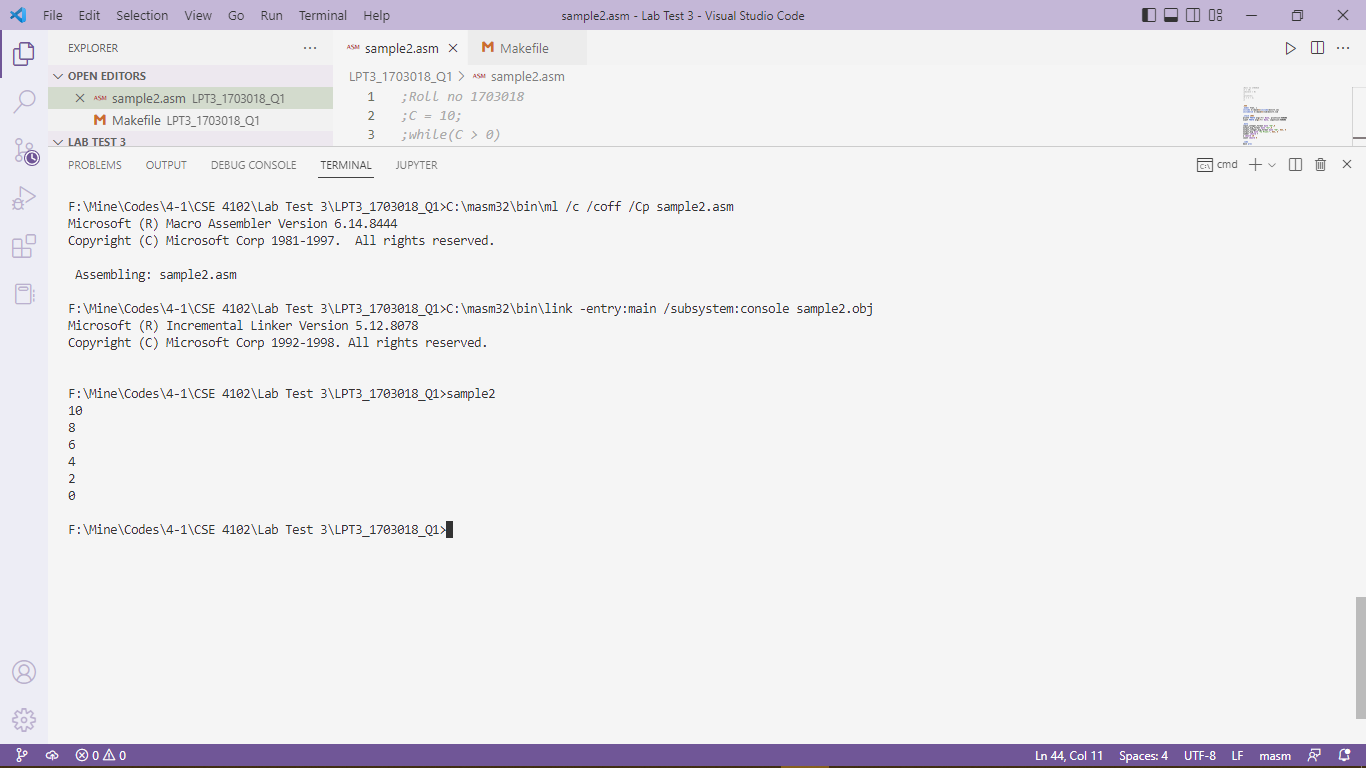 File Edit Selection View Go Run Terminal Help sample2.asm - Lab Test 3 - Visual Studio Code
EXPLORER
OPEN EDITORS
sample2.asm LPT3_1703018_Q1
Makefile LPT3_1703018_Q1
LAB TEST 3
ASM sample2.asm Makefile
LPT3_1703018_Q1 > ASM sample2.asm
1 ;Roll no 1703018
2 ;C = 10;
3 ;while(C > 0)
PROBLEMS OUTPUT DEBUG CONSOLE TERMINAL JUPYTER cmd
F:\Mine\Codes\4-1\CSE 4102\Lab Test 3\LPT3_1703018_Q1>C:\masm32\bin\ml /c /coff /Cp sample2.asm
Microsoft (R) Macro Assembler Version 6.14.8444
Copyright (C) Microsoft Corp 1981-1997.  All rights reserved.
Assembling: sample2.asm
F:\Mine\Codes\4-1\CSE 4102\Lab Test 3\LPT3_1703018_Q1>C:\masm32\bin\link -entry:main /subsystem:console sample2.obj
Microsoft (R) Incremental Linker Version 5.12.8078
Copyright (C) Microsoft Corp 1992-1998. All rights reserved.
F:\Mine\Codes\4-1\CSE 4102\Lab Test 3\LPT3_1703018_Q1>sample2
10
8
6
4
2
0
F:\Mine\Codes\4-1\CSE 4102\Lab Test 3\LPT3_1703018_Q1>
0 0 Ln 44, Col 11 Spaces: 4 UTF-8 LF masm